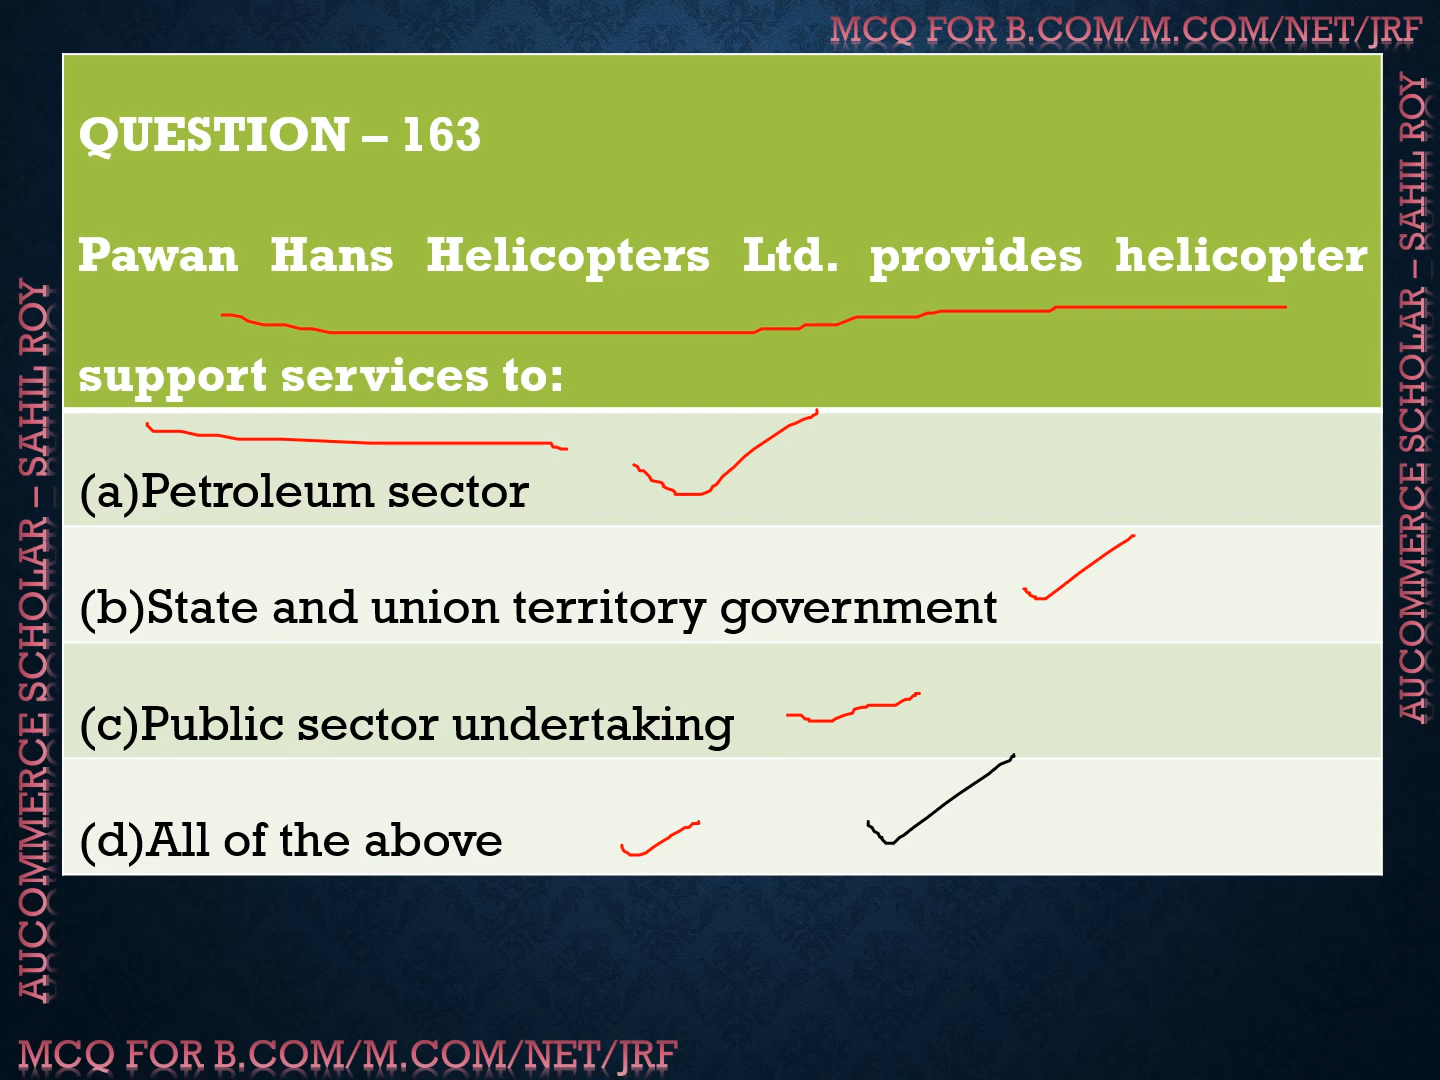 MCQ FOR B.COM/M.COM/NET/JRF
QUESTION – 163
Pawan Hans Helicopters Ltd. provides helicopter
support services to:
(a)Petroleum sector
(b)State and union territory government
(c)Public sector undertaking
(d)All of the above
AUCOMMERCE SCHOLAR – SAHIL ROY
AUCOMMERCE SCHOLAR – SAHIL ROY
MCQ FOR B.COM/M.COM/NET/JRF